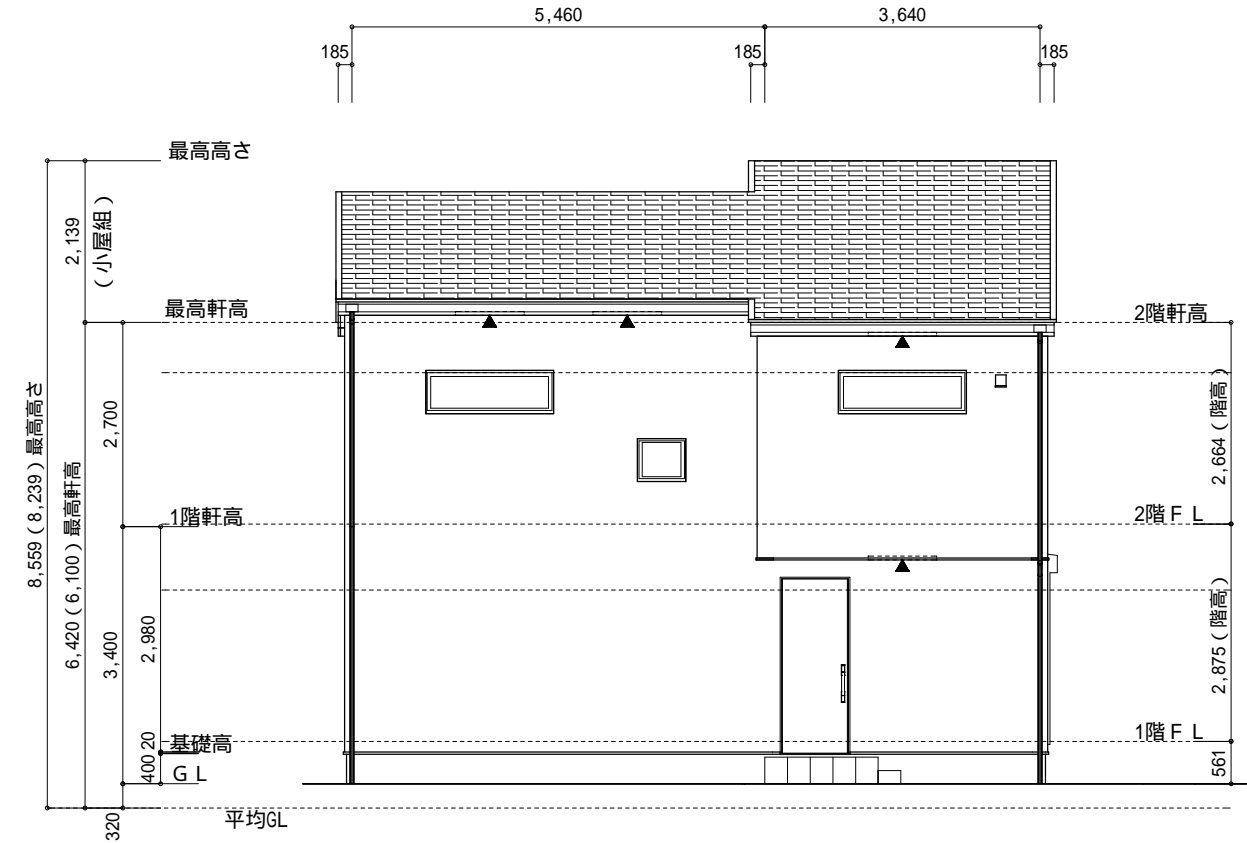 5,460
3,640
185
185
185
最高高さ
2,139
(小屋組)
最高軒高
2階軒高
2,700
2,664(階高)
8,559(8,239)最高高さ
6,420(6,100)最高軒高
1階軒高
2階FL
3,400
2,980
2,875(階高)
1階FL
20
基礎高
400
GL
561
320
平均GL